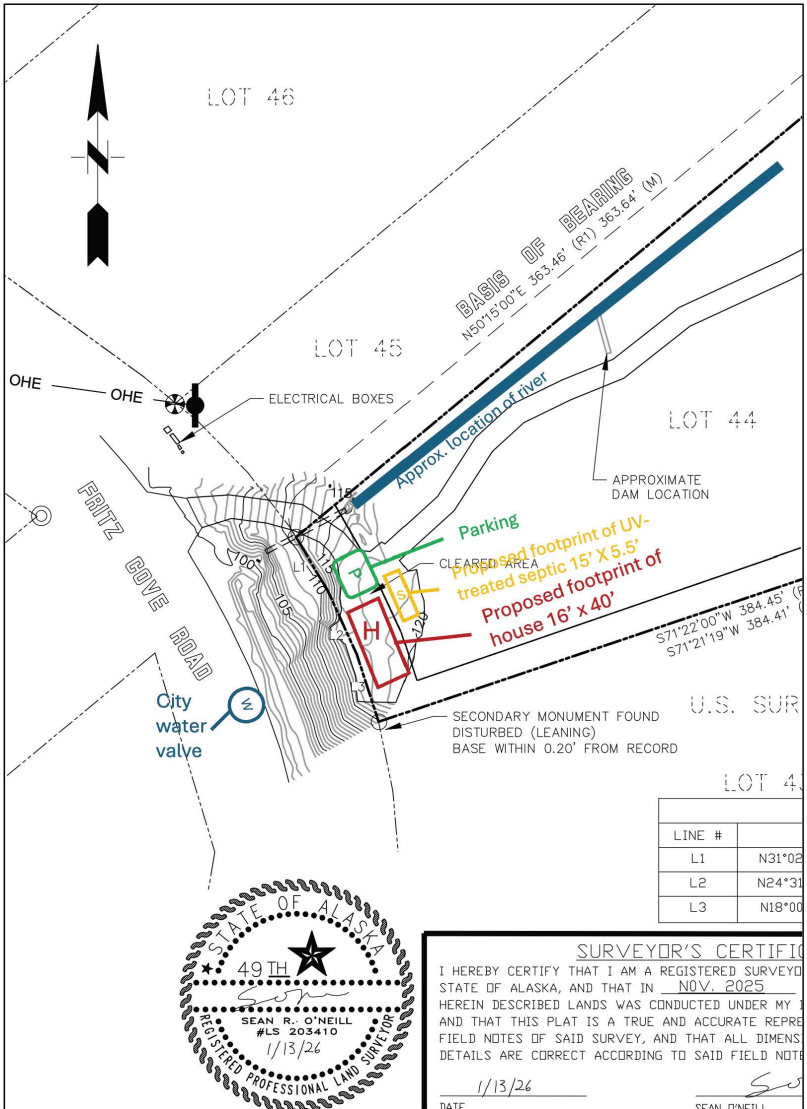 LOT 46
N
BASIS OF BEARING
N50°15'00"E 363.46' (R1) 363.64' (M)
LOT 45
OHE
OHE
ELECTRICAL BOXES
Approx. location of river
LOT 44
APPROXIMATE
DAM LOCATION
FRITZ COVE ROAD
115
100
L1
113
110
105
Parking
P
CLEARED AREA
Proposed footprint of UV-
treated septic 15' X 5.5'
S
Proposed footprint of
house 16' x 40'
H
120
S71°22'00"W 384.45'
S71°21'19"W 384.41'
City
water
valve
W
SECONDARY MONUMENT FOUND
DISTURBED (LEANING)
BASE WITHIN 0.20' FROM RECORD
U.S. SUR
LOT 4
LINE #
L1 N31°02
L2 N24°31
L3 N18°00
STATE OF ALASKA
49 TH
SEAN R. O'NEILL
#LS 203410
1/13/26
REGISTERED PROFESSIONAL LAND SURVEYOR
SURVEYOR'S CERTIFIC
I HEREBY CERTIFY THAT I AM A REGISTERED SURVEYO
STATE OF ALASKA, AND THAT IN NOV. 2025
HEREIN DESCRIBED LANDS WAS CONDUCTED UNDER MY
AND THAT THIS PLAT IS A TRUE AND ACCURATE REPRE
FIELD NOTES OF SAID SURVEY, AND THAT ALL DIMENS
DETAILS ARE CORRECT ACCORDING TO SAID FIELD NOTE
1/13/26
DATE
SEAN O'NEILL